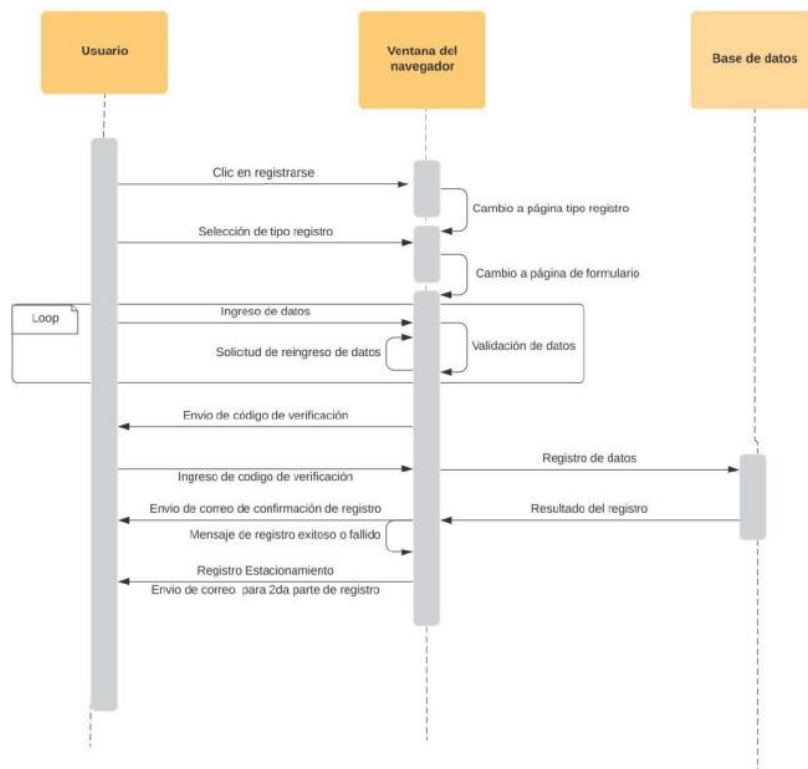 Usuario
Ventana del
navegador
Base de datos
Clic en registrarse
Cambio a página tipo registro
Selección de tipo registro
Cambio a página de formulario
Loop
Ingreso de datos
Solicitud de reingreso de datos
Validación de datos
Envio de código de verificación
Registro de datos
Ingreso de codigo de verificación
Envio de correo de confirmación de registro
Resultado del registro
Mensaje de registro exitoso o fallido
Registro Estacionamiento
Envio de correo para 2da parte de registro